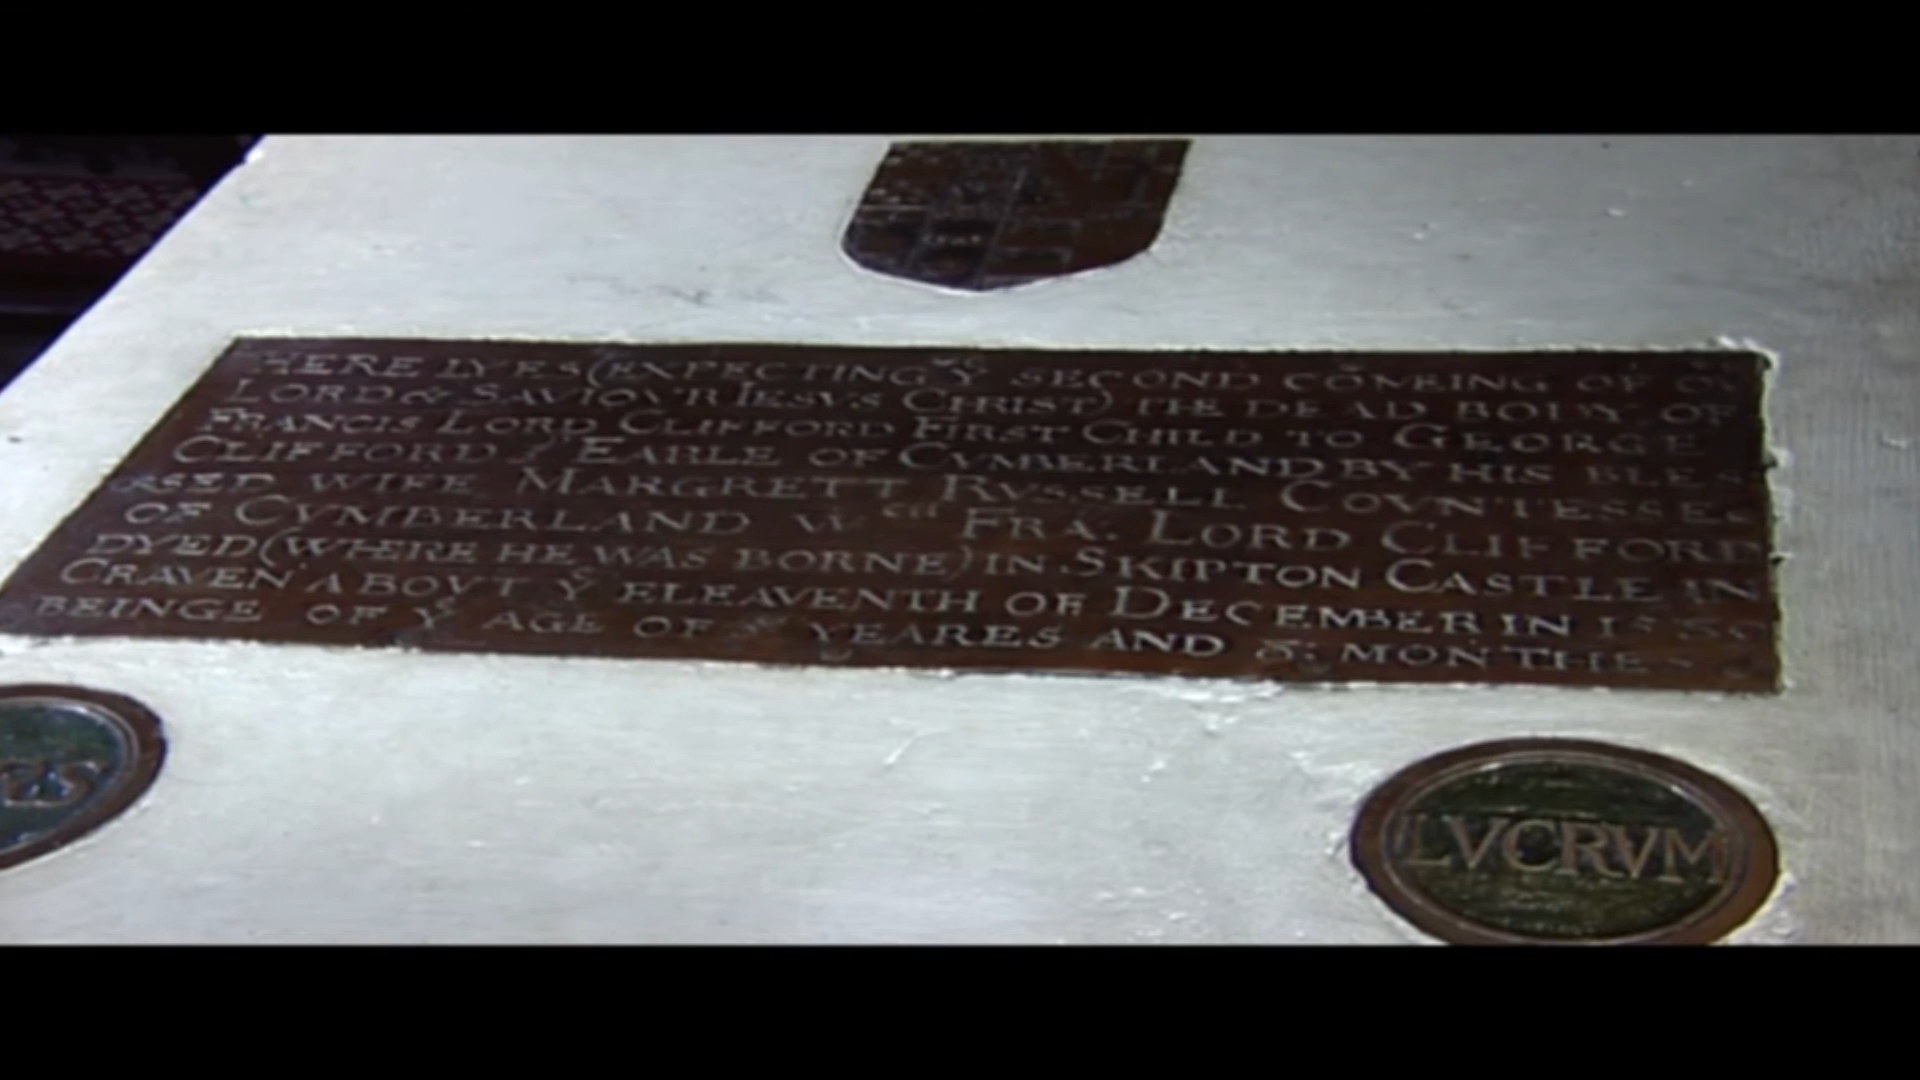 HERE LYES (EXPECTING Yᵉ SECOND COMEING OF
LORD & SAVIOVR IESVS CHRIST) THE DEAD BODY OF
FRANCIS LORD CLIFFORD FIRST CHILD TO GEORGE
CLIFFORD EARLE OF CVMBERLAND BY HIS BLES
SED WIFE MARGRETT RVSSELL COVNTESSE
OF CVMBERLAND Wᶜʰ FRA: LORD CLIFFORD
DYED (WHERE HE WAS BORNE) IN SKIPTON CASTLE IN
CRAVEN ABOVT Yᵉ ELEAVENTH OF DECEMBER IN
BEINGE OF Yᵉ AGE OF YEARES AND 8: MONTHES
LVCRVM